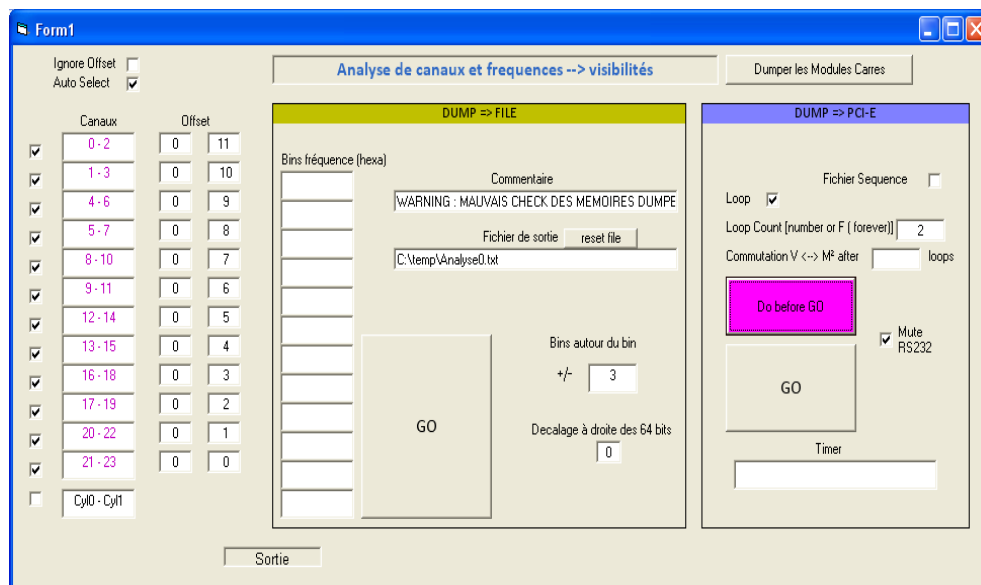 Form1
Ignore Offset
Auto Select
Analyse de canaux et frequences --> visibilités
Dumper les Modules Carres
Canaux Offset
0 - 2 0 11
1 - 3 0 10
4 - 6 0 9
5 - 7 0 8
8 - 10 0 7
9 - 11 0 6
12 - 14 0 5
13 - 15 0 4
16 - 18 0 3
17 - 19 0 2
20 - 22 0 1
21 - 23 0 0
Cyl0 - Cyl1
DUMP => FILE
Bins fréquence (hexa)
Commentaire
WARNING : MAUVAIS CHECK DES MEMOIRES DUMPE
Fichier de sortie reset file
C:\temp\Analyse0.txt
Bins autour du bin
+/- 3
GO
Decalage à droite des 64 bits
0
DUMP => PCI-E
Fichier Sequence
Loop
Loop Count [number or F ( forever)] 2
Commutation V <--> M² after loops
Do before GO
Mute
RS232
GO
Timer
Sortie